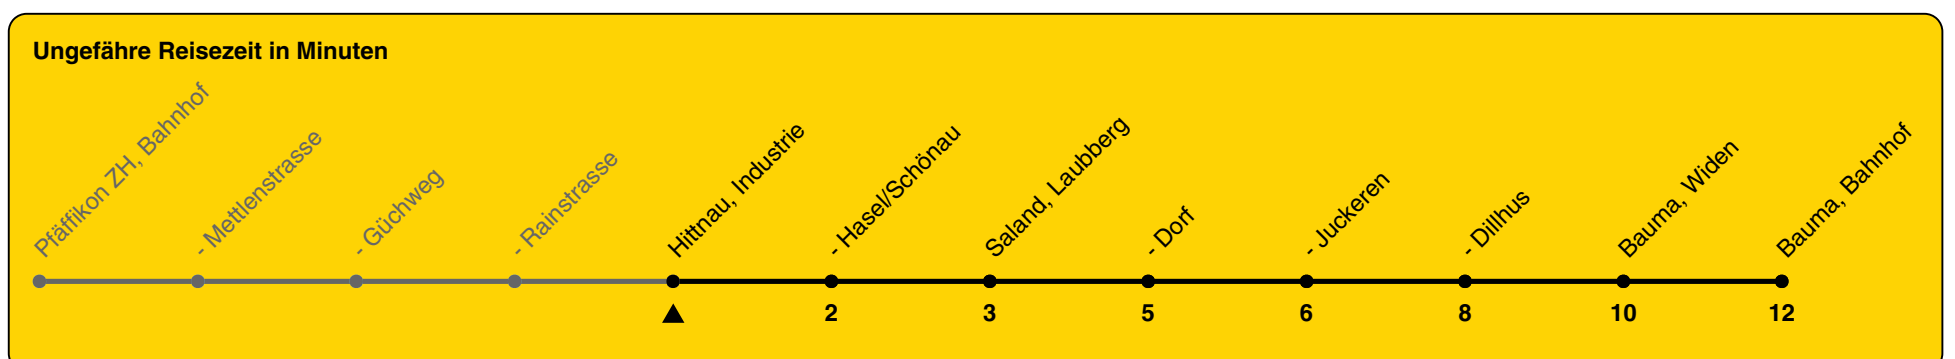 Ungefähre Reisezeit in Minuten
Pfäffikon ZH, Bahnhof
- Mettlenstrasse
- Güchweg
- Rainstrasse
Hittnau, Industrie
- Hasel/Schönau
Saland, Laubberg
- Dorf
- Juckeren
- Dillhus
Bauma, Widen
Bauma, Bahnhof
2 3 5 6 8 10 12